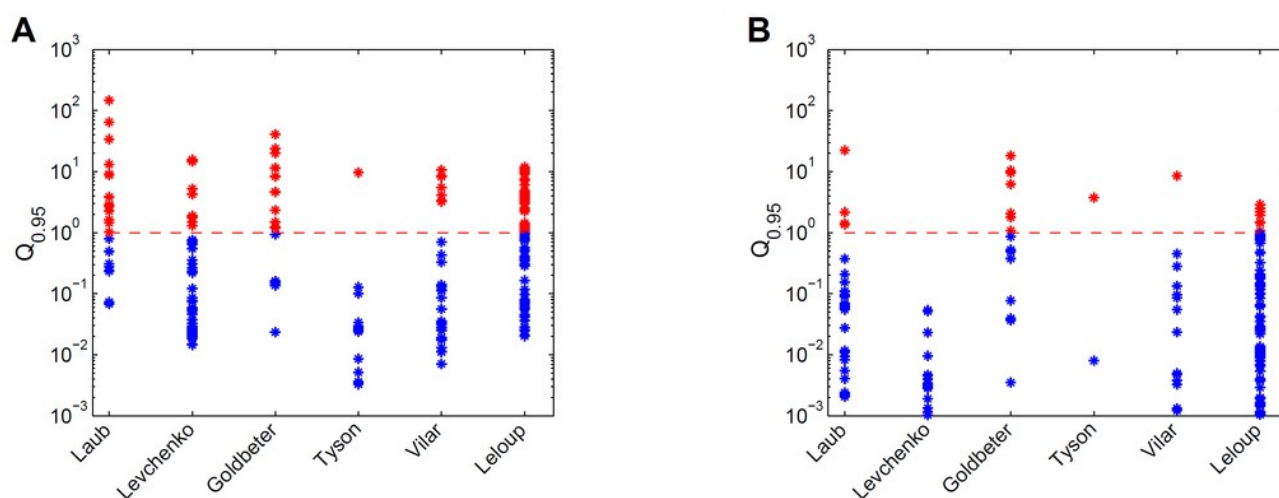 A
10^3
10^2
10^1
10^0
10^-1
10^-2
10^-3
Q_0.95
Laub
Levchenko
Goldbeter
Tyson
Vilar
Leloup
B
10^3
10^2
10^1
10^0
10^-1
10^-2
10^-3
Q_0.95
Laub
Levchenko
Goldbeter
Tyson
Vilar
Leloup